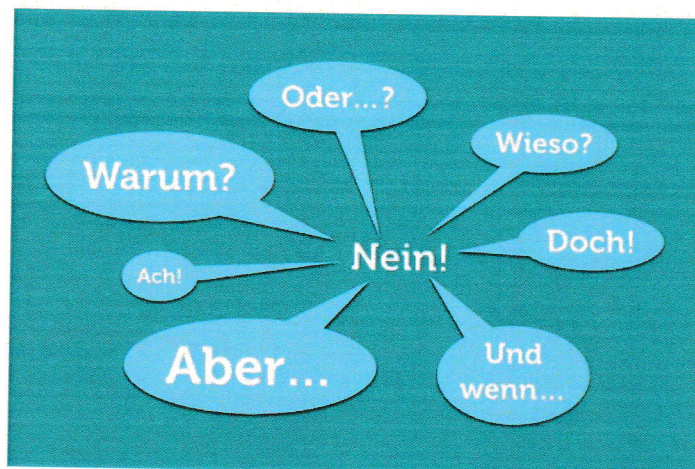 Oder...?
Wieso?
Warum?
Doch!
Nein!
Ach!
Aber...
Und
wenn...